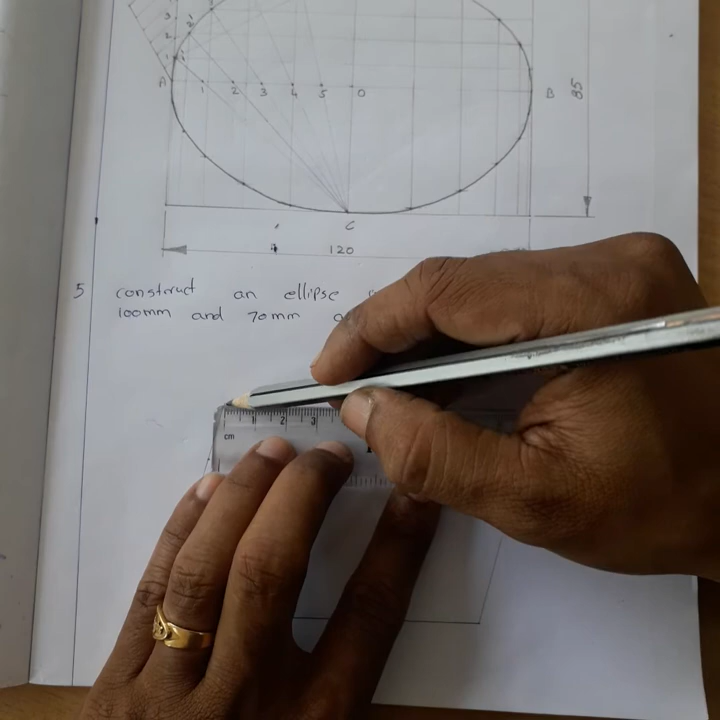 3
2
2'
1'
A 1 2 3 4 5 O B
85
C
120
5 construct an ellipse
100mm and 70mm
1 2 3
cm